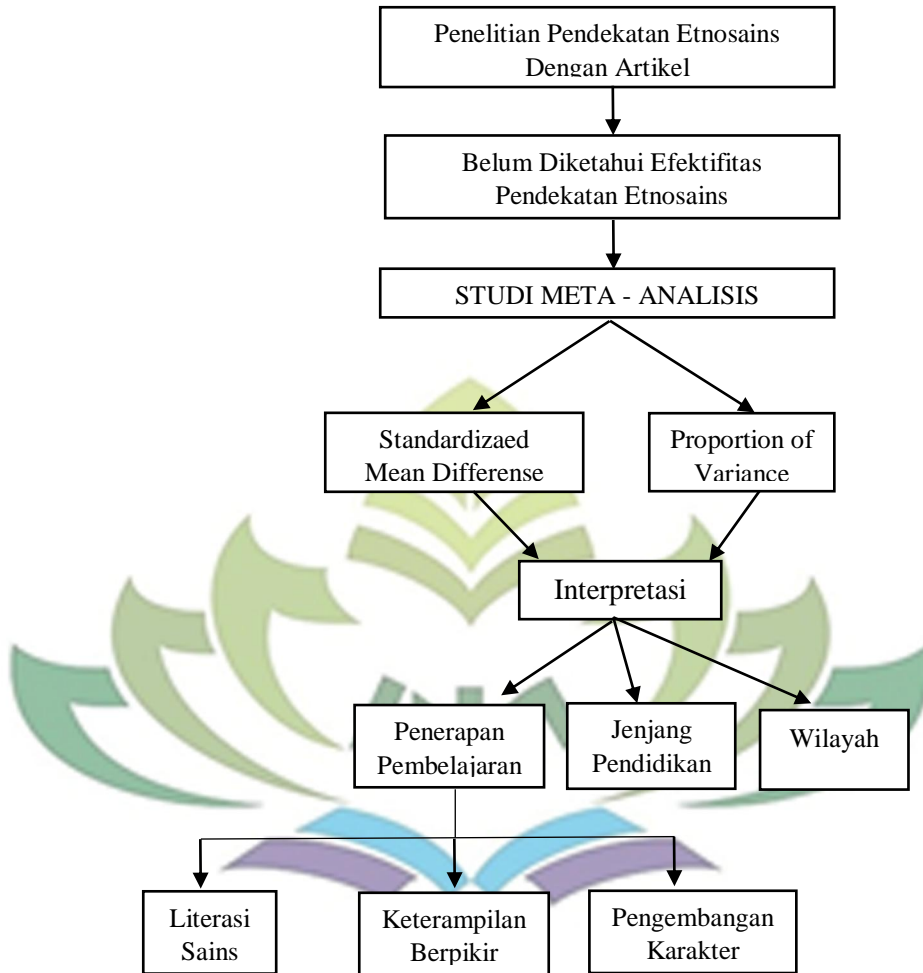 Penelitian Pendekatan Etnosains
Dengan Artikel
Belum Diketahui Efektifitas
Pendekatan Etnosains
STUDI META - ANALISIS
Standardizaed
Mean Differense
Proportion of
Variance
Interpretasi
Penerapan
Pembelajaran
Jenjang
Pendidikan
Wilayah
Literasi
Sains
Keterampilan
Berpikir
Pengembangan
Karakter